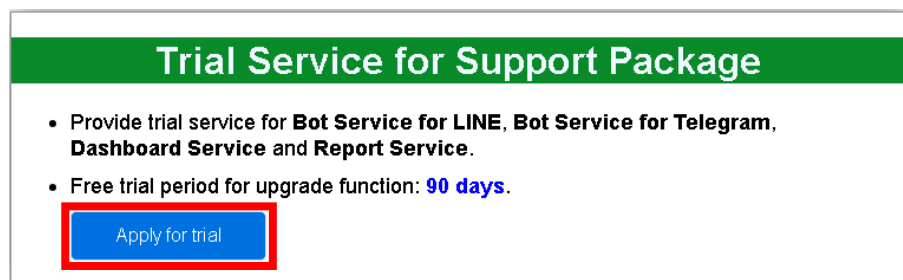 Trial Service for Support Package
• Provide trial service for Bot Service for LINE, Bot Service for Telegram,
Dashboard Service and Report Service.
• Free trial period for upgrade function: 90 days.
Apply for trial